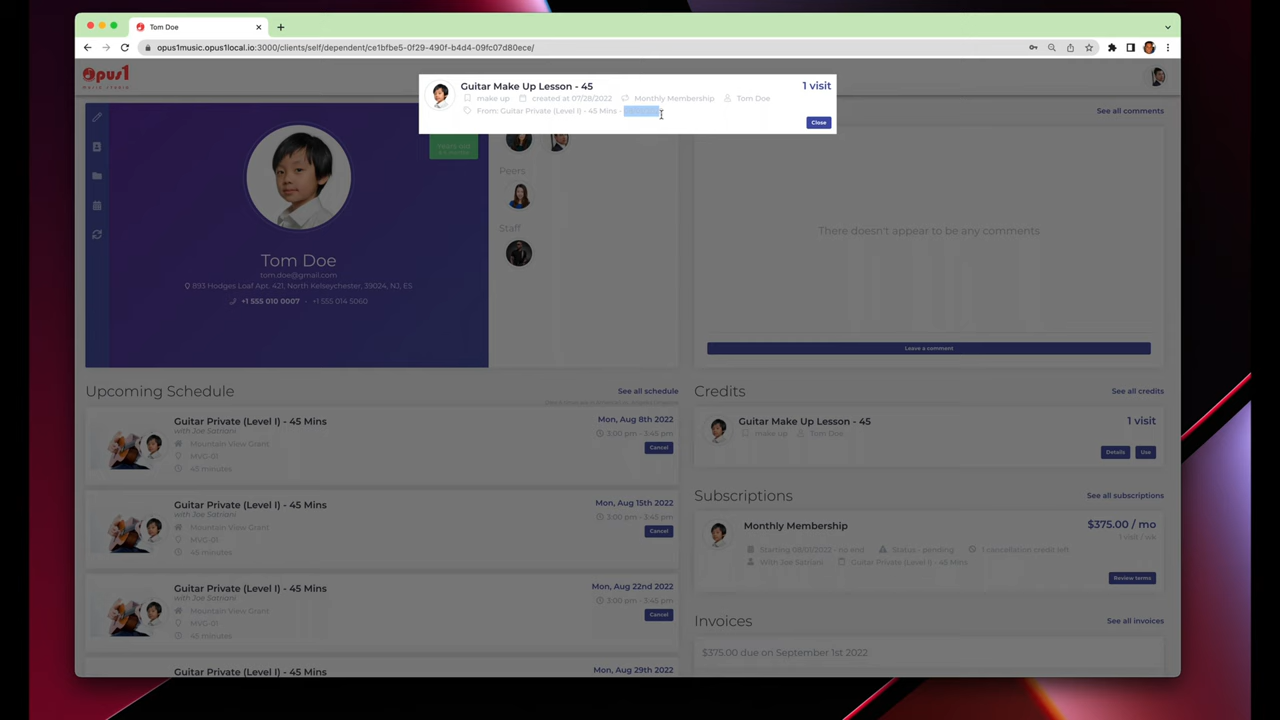 Tom Doe
opus1music.opus1local.io:3000/clients/self/dependent/ce1bfbe5-0f29-490f-b4d4-09fc07d80ece/
Opus1
MUSIC STUDIO
Guitar Make Up Lesson - 45
1 visit
make up created at 07/28/2022 Monthly Membership Tom Doe
From: Guitar Private (Level I) - 45 Mins -
Close
See all comments
Peers
Staff
There doesn't appear to be any comments
Tom Doe
tom.doe@gmail.com
893 Hodges Loaf Apt. 421, North Kelseychester, 39024, NJ, ES
+1 555 010 0007 - +1 555 014 5060
Leave a comment
Upcoming Schedule
See all schedule
Guitar Private (Level I) - 45 Mins
with Joe Satriani
Mountain View Grant
MVG-01
45 minutes
Mon, Aug 8th 2022
3:00 pm - 3:45 pm
Cancel
Guitar Private (Level I) - 45 Mins
with Joe Satriani
Mountain View Grant
MVG-01
45 minutes
Mon, Aug 15th 2022
3:00 pm - 3:45 pm
Cancel
Guitar Private (Level I) - 45 Mins
with Joe Satriani
Mountain View Grant
MVG-01
45 minutes
Mon, Aug 22nd 2022
3:00 pm - 3:45 pm
Cancel
Guitar Private (Level I) - 45 Mins
Mon, Aug 29th 2022
Credits
See all credits
Guitar Make Up Lesson - 45
1 visit
make up Tom Doe
Details Use
Subscriptions
See all subscriptions
Monthly Membership
$375.00 / mo
1 visit / wk
Starting 08/01/2022 - no end Status - pending 1 cancellation credit left
With Joe Satriani Guitar Private (Level I) - 45 Mins
Review terms
Invoices
See all invoices
$375.00 due on September 1st 2022